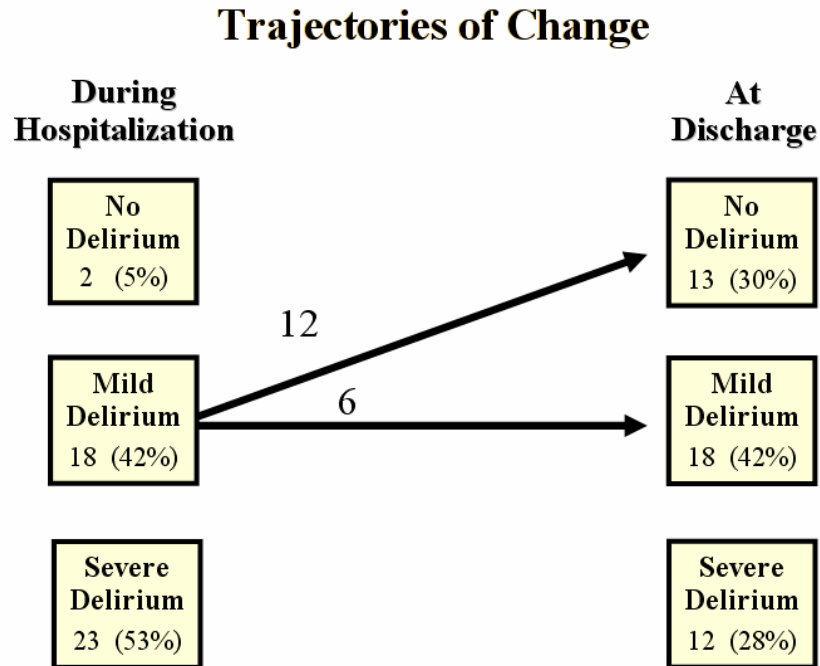 Trajectories of Change
During
Hospitalization
At
Discharge
No
Delirium
2 (5%)
No
Delirium
13 (30%)
12
Mild
Delirium
18 (42%)
6
Mild
Delirium
18 (42%)
Severe
Delirium
23 (53%)
Severe
Delirium
12 (28%)